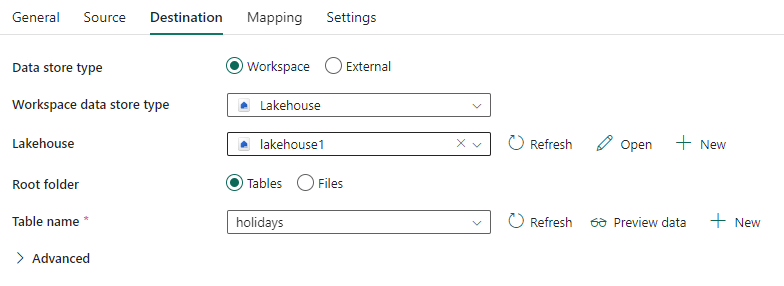 General Source Destination Mapping Settings
Data store type Workspace External
Workspace data store type Lakehouse
Lakehouse lakehouse1 Refresh Open New
Root folder Tables Files
Table name * holidays Refresh Preview data New
Advanced